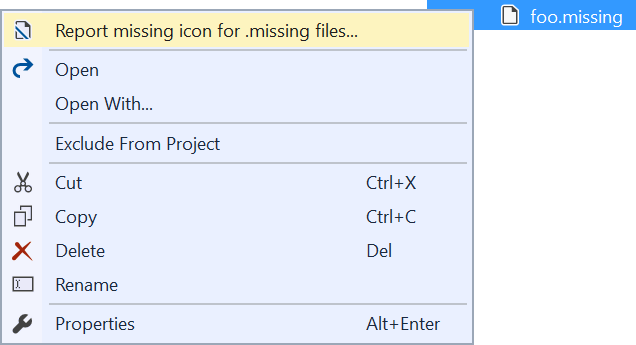 foo.missing
Report missing icon for .missing files...
Open
Open With...
Exclude From Project
Cut Ctrl+X
Copy Ctrl+C
Delete Del
Rename
Properties Alt+Enter